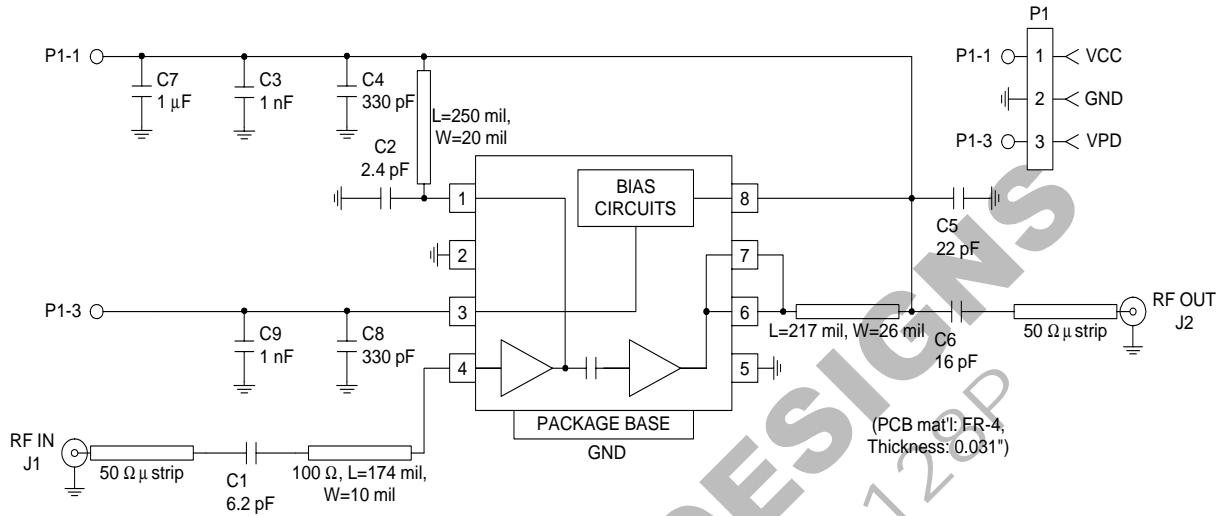 P1
P1-1
C7
1 μF
C3
1 nF
C4
330 pF
L=250 mil,
W=20 mil
P1-1
1
VCC
2
GND
P1-3
3
VPD
C2
2.4 pF
BIAS
CIRCUITS
1
8
C5
22 pF
2
7
P1-3
3
6
L=217 mil, W=26 mil
C6
16 pF
50 Ω μ strip
RF OUT
J2
C9
1 nF
C8
330 pF
4
5
PACKAGE BASE
GND
(PCB mat'l: FR-4,
Thickness: 0.031")
RF IN
J1
50 Ω μ strip
C1
6.2 pF
100 Ω, L=174 mil,
W=10 mil
DESIGNS
128P